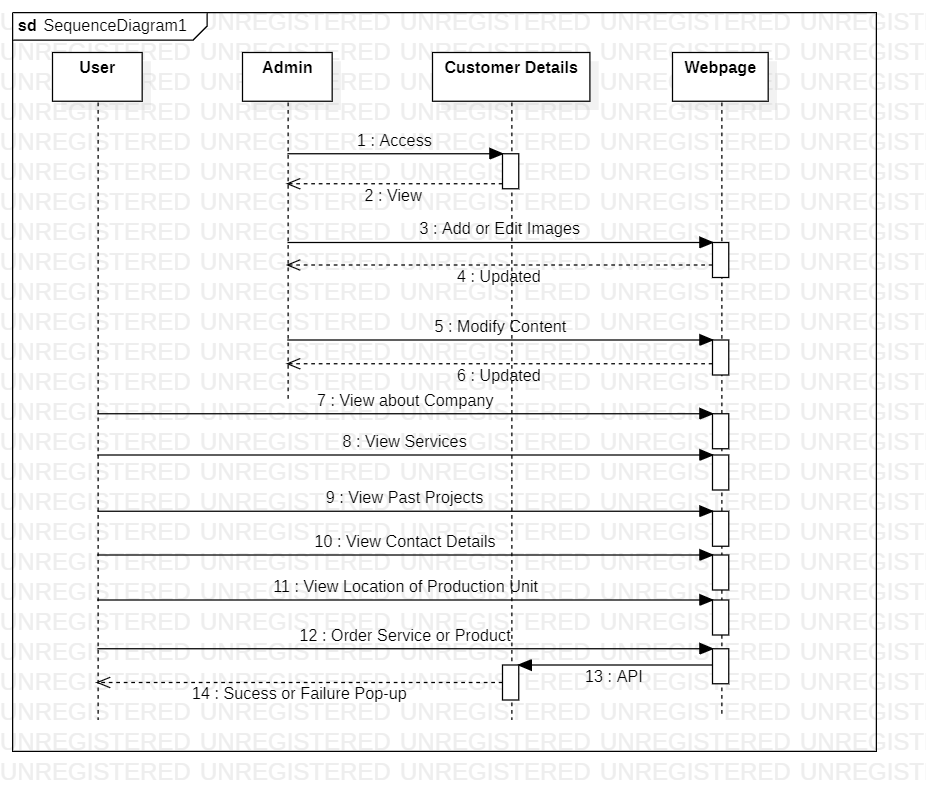 sd SequenceDiagram1
User
Admin
Customer Details
Webpage
1 : Access
2 : View
3 : Add or Edit Images
4 : Updated
5 : Modify Content
6 : Updated
7 : View about Company
8 : View Services
9 : View Past Projects
10 : View Contact Details
11 : View Location of Production Unit
12 : Order Service or Product
13 : API
14 : Sucess or Failure Pop-up
UNREGISTERED